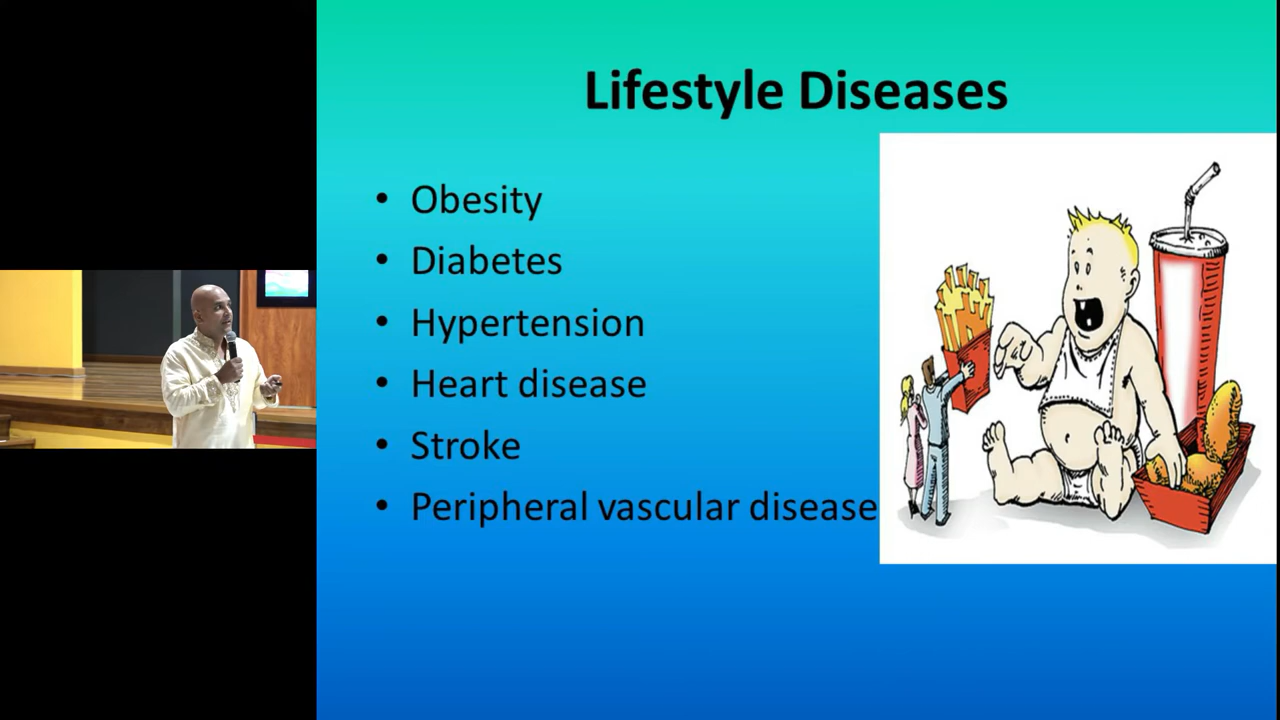 Lifestyle Diseases
• Obesity
• Diabetes
• Hypertension
• Heart disease
• Stroke
• Peripheral vascular disease